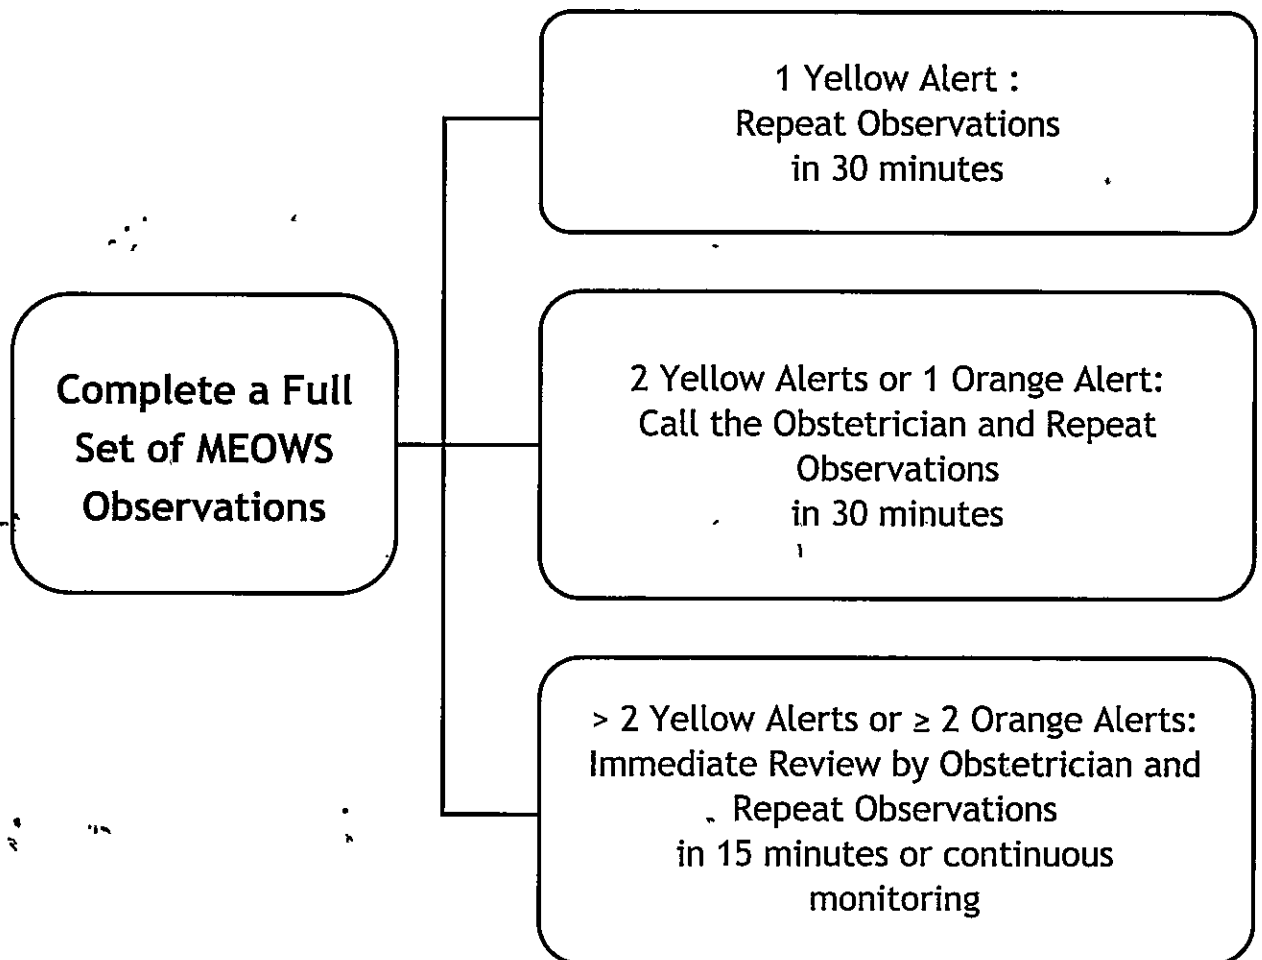 Complete a Full
Set of MEOWS
Observations
1 Yellow Alert :
Repeat Observations
in 30 minutes
2 Yellow Alerts or 1 Orange Alert:
Call the Obstetrician and Repeat
Observations
in 30 minutes
> 2 Yellow Alerts or ≥ 2 Orange Alerts:
Immediate Review by Obstetrician and
Repeat Observations
in 15 minutes or continuous
monitoring